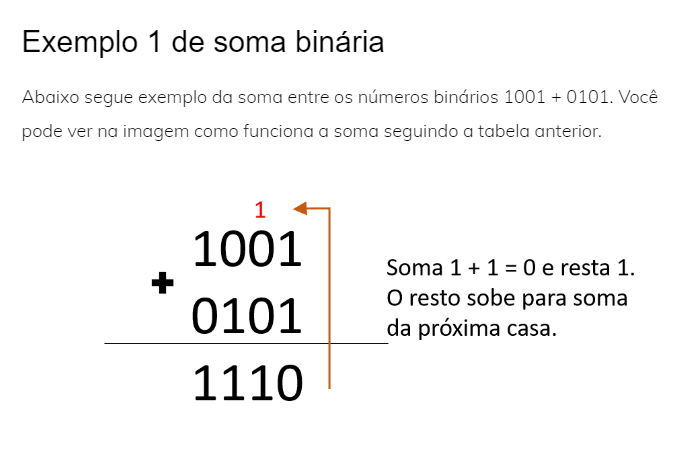 Exemplo 1 de soma binária
Abaixo segue exemplo da soma entre os números binários 1001 + 0101. Você
pode ver na imagem como funciona a soma seguindo a tabela anterior.
1
1001
+
0101
1110
Soma 1 + 1 = 0 e resta 1.
O resto sobe para soma
da próxima casa.